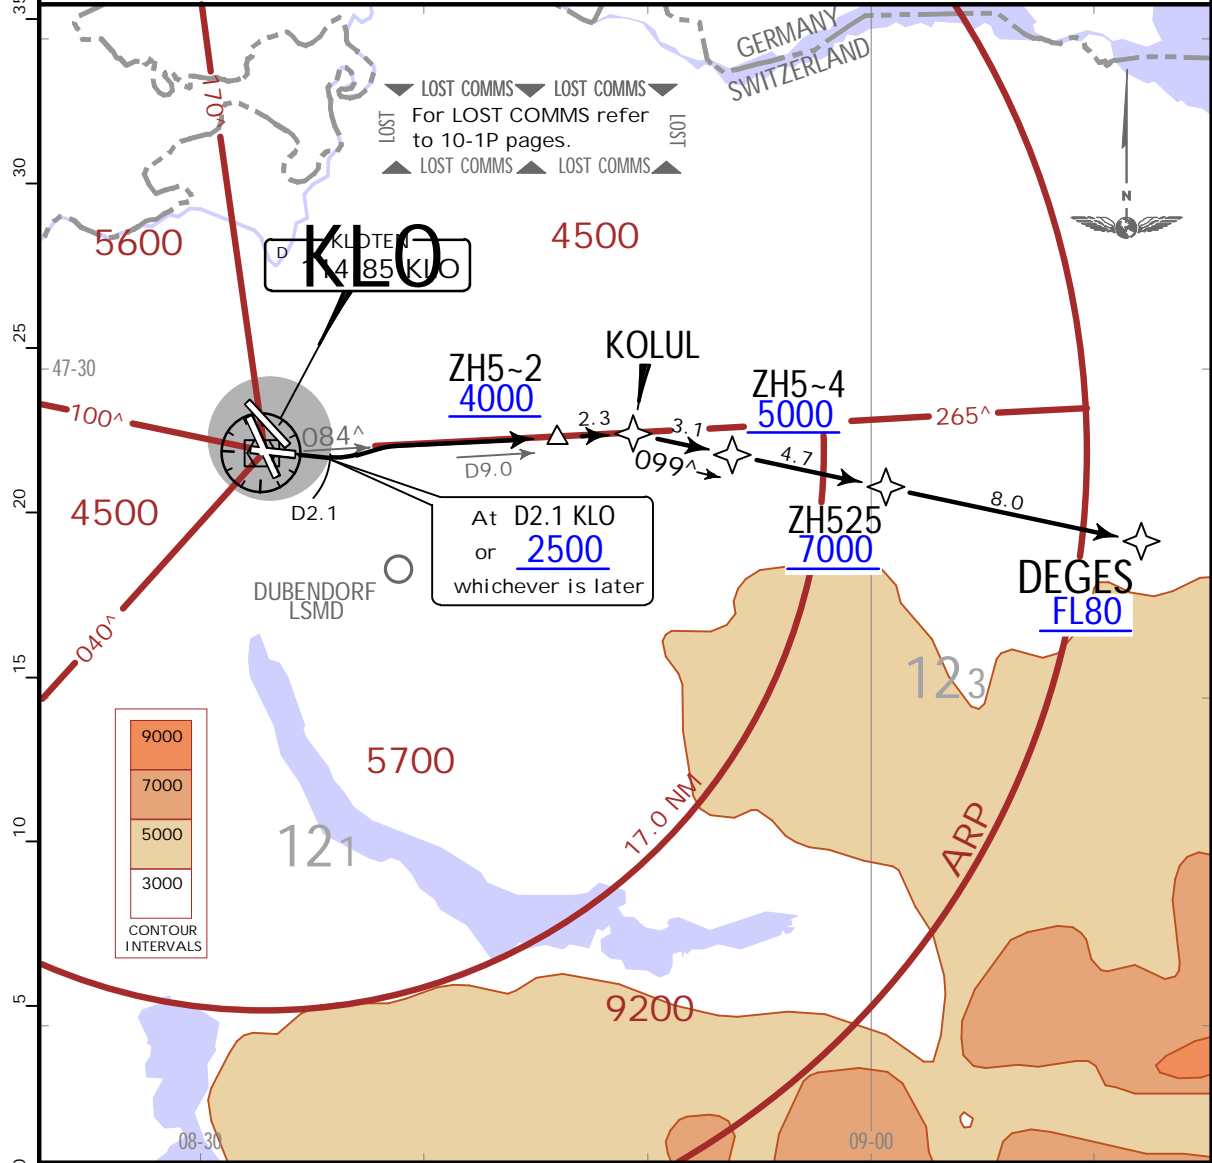 35
GERMANY
SWITZERLAND
170^
LOST COMMS LOST COMMS
LOST
For LOST COMMS refer
to 10-1P pages.
LOST
LOST COMMS LOST COMMS
30
N
5600
4500
KLOTEN
D
KLO
114.85 KLO
25
47-30
KOLUL
ZH5~2
4000
ZH5~4
5000
100^
084^
2.3
3.1
265^
D9.0
099^
4.7
20
4500
D2.1
8.0
At D2.1 KLO
or 2500
whichever is later
ZH525
7000
DUBENDORF
LSMD
DEGES
FL80
040^
15
123
9000
7000
5000
3000
CONTOUR
INTERVALS
5700
17.0 NM
ARP
10
121
5
9200
08-30
09-00
0